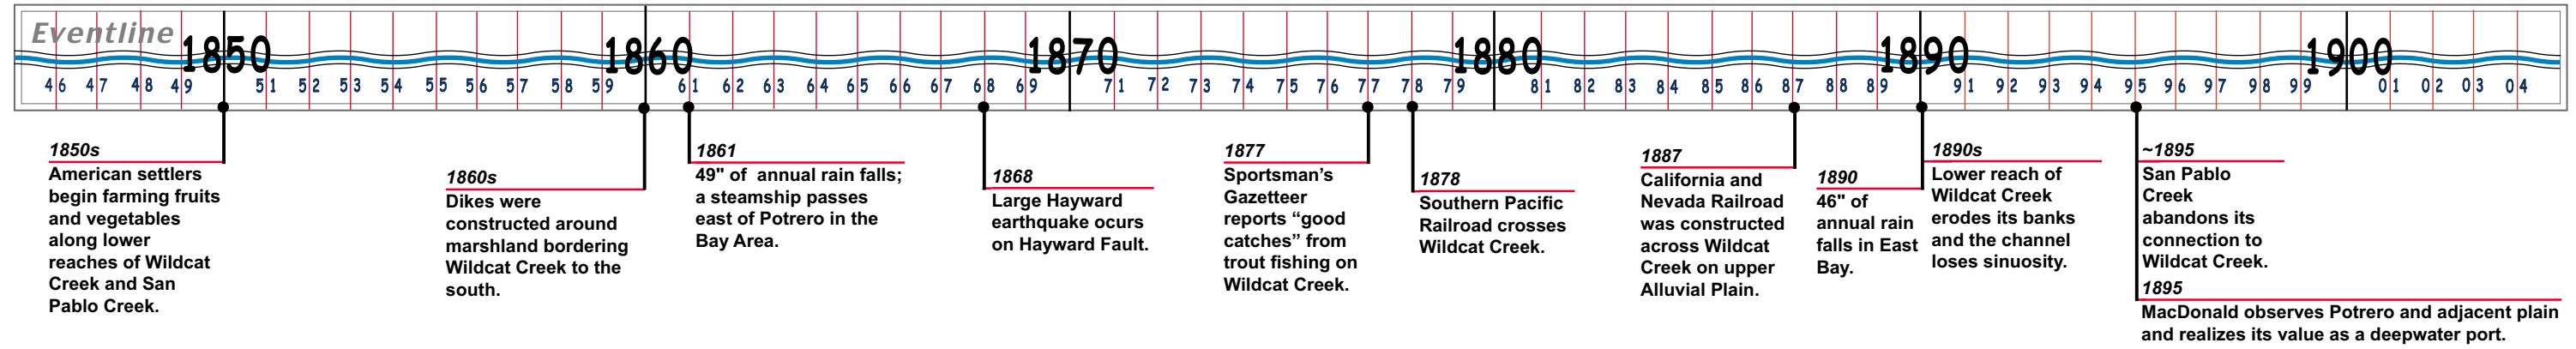 Eventline
1850 1860 1870 1880 1890 1900
46 47 48 49 51 52 53 54 55 56 57 58 59 61 62 63 64 65 66 67 68 69 71 72 73 74 75 76 77 78 79 81 82 83 84 85 86 87 88 89 91 92 93 94 95 96 97 98 99 01 02 03 04
1850s
American settlers
begin farming fruits
and vegetables
along lower
reaches of Wildcat
Creek and San
Pablo Creek.
1860s
Dikes were
constructed around
marshland bordering
Wildcat Creek to the
south.
1861
49" of annual rain falls;
a steamship passes
east of Potrero in the
Bay Area.
1868
Large Hayward
earthquake ocurs
on Hayward Fault.
1877
Sportsman's
Gazetteer
reports “good
catches” from
trout fishing on
Wildcat Creek.
1878
Southern Pacific
Railroad crosses
Wildcat Creek.
1887
California and
Nevada Railroad
was constructed
across Wildcat
Creek on upper
Alluvial Plain.
1890
46" of
annual rain
falls in East
Bay.
1890s
Lower reach of
Wildcat Creek
erodes its banks
and the channel
loses sinuosity.
~1895
San Pablo
Creek
abandons its
connection to
Wildcat Creek.
1895
MacDonald observes Potrero and adjacent plain
and realizes its value as a deepwater port.